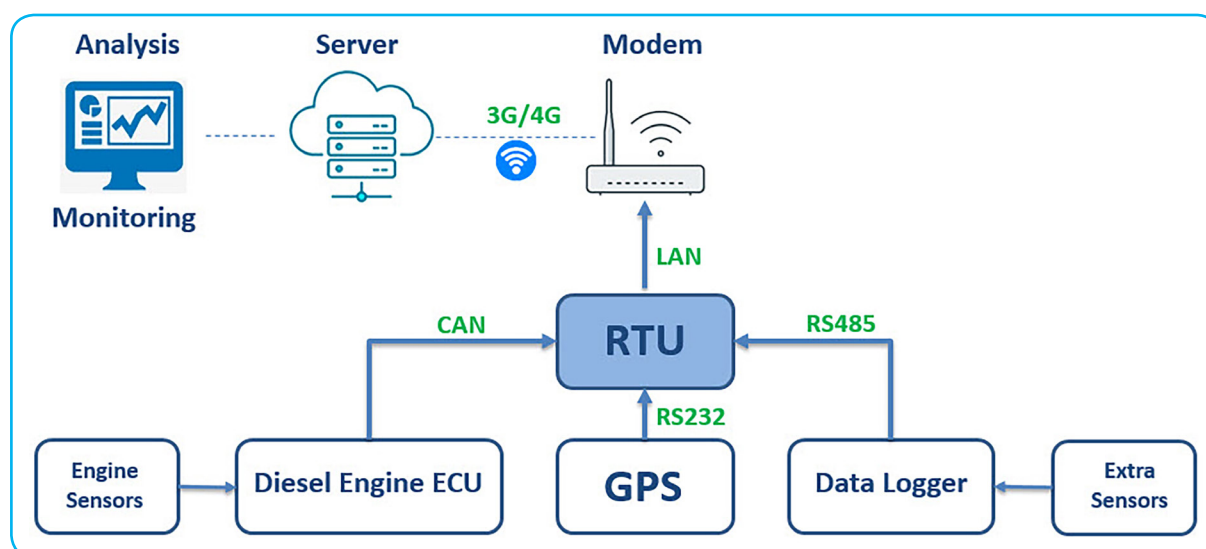 Analysis
Server
Modem
3G/4G
Monitoring
LAN
CAN
RTU
RS485
RS232
Engine
Sensors
Diesel Engine ECU
GPS
Data Logger
Extra
Sensors